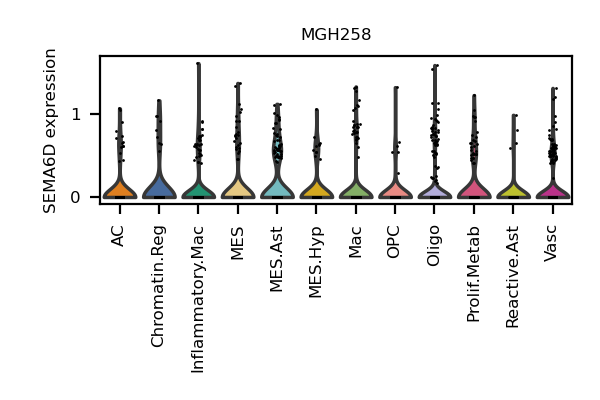 MGH258
SEMA6D expression
1
0
AC
Chromatin.Reg
Inflammatory.Mac
MES
MES.Ast
MES.Hyp
Mac
OPC
Oligo
Prolif.Metab
Reactive.Ast
Vasc